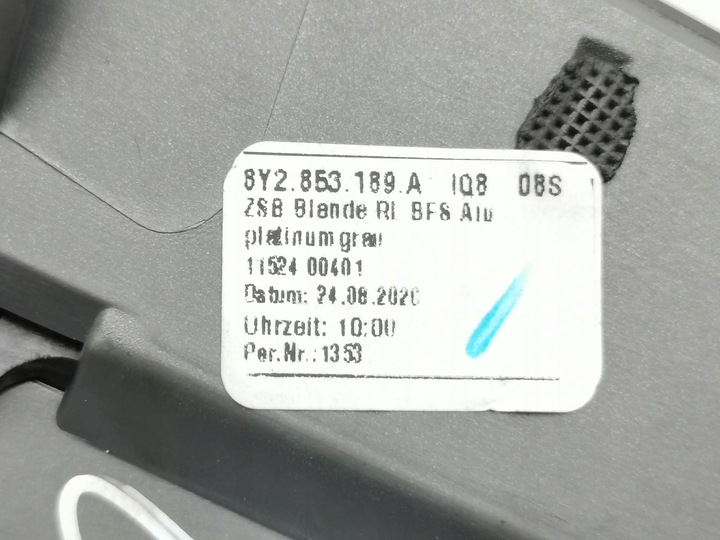 8Y2.853.189.A IQ8 08S
ZSB Blende RL BFS Alu
platinumgrau
11524 00401
Datum: 24.08.2020
Uhrzeit: 10:00
Per.Nr.:1353